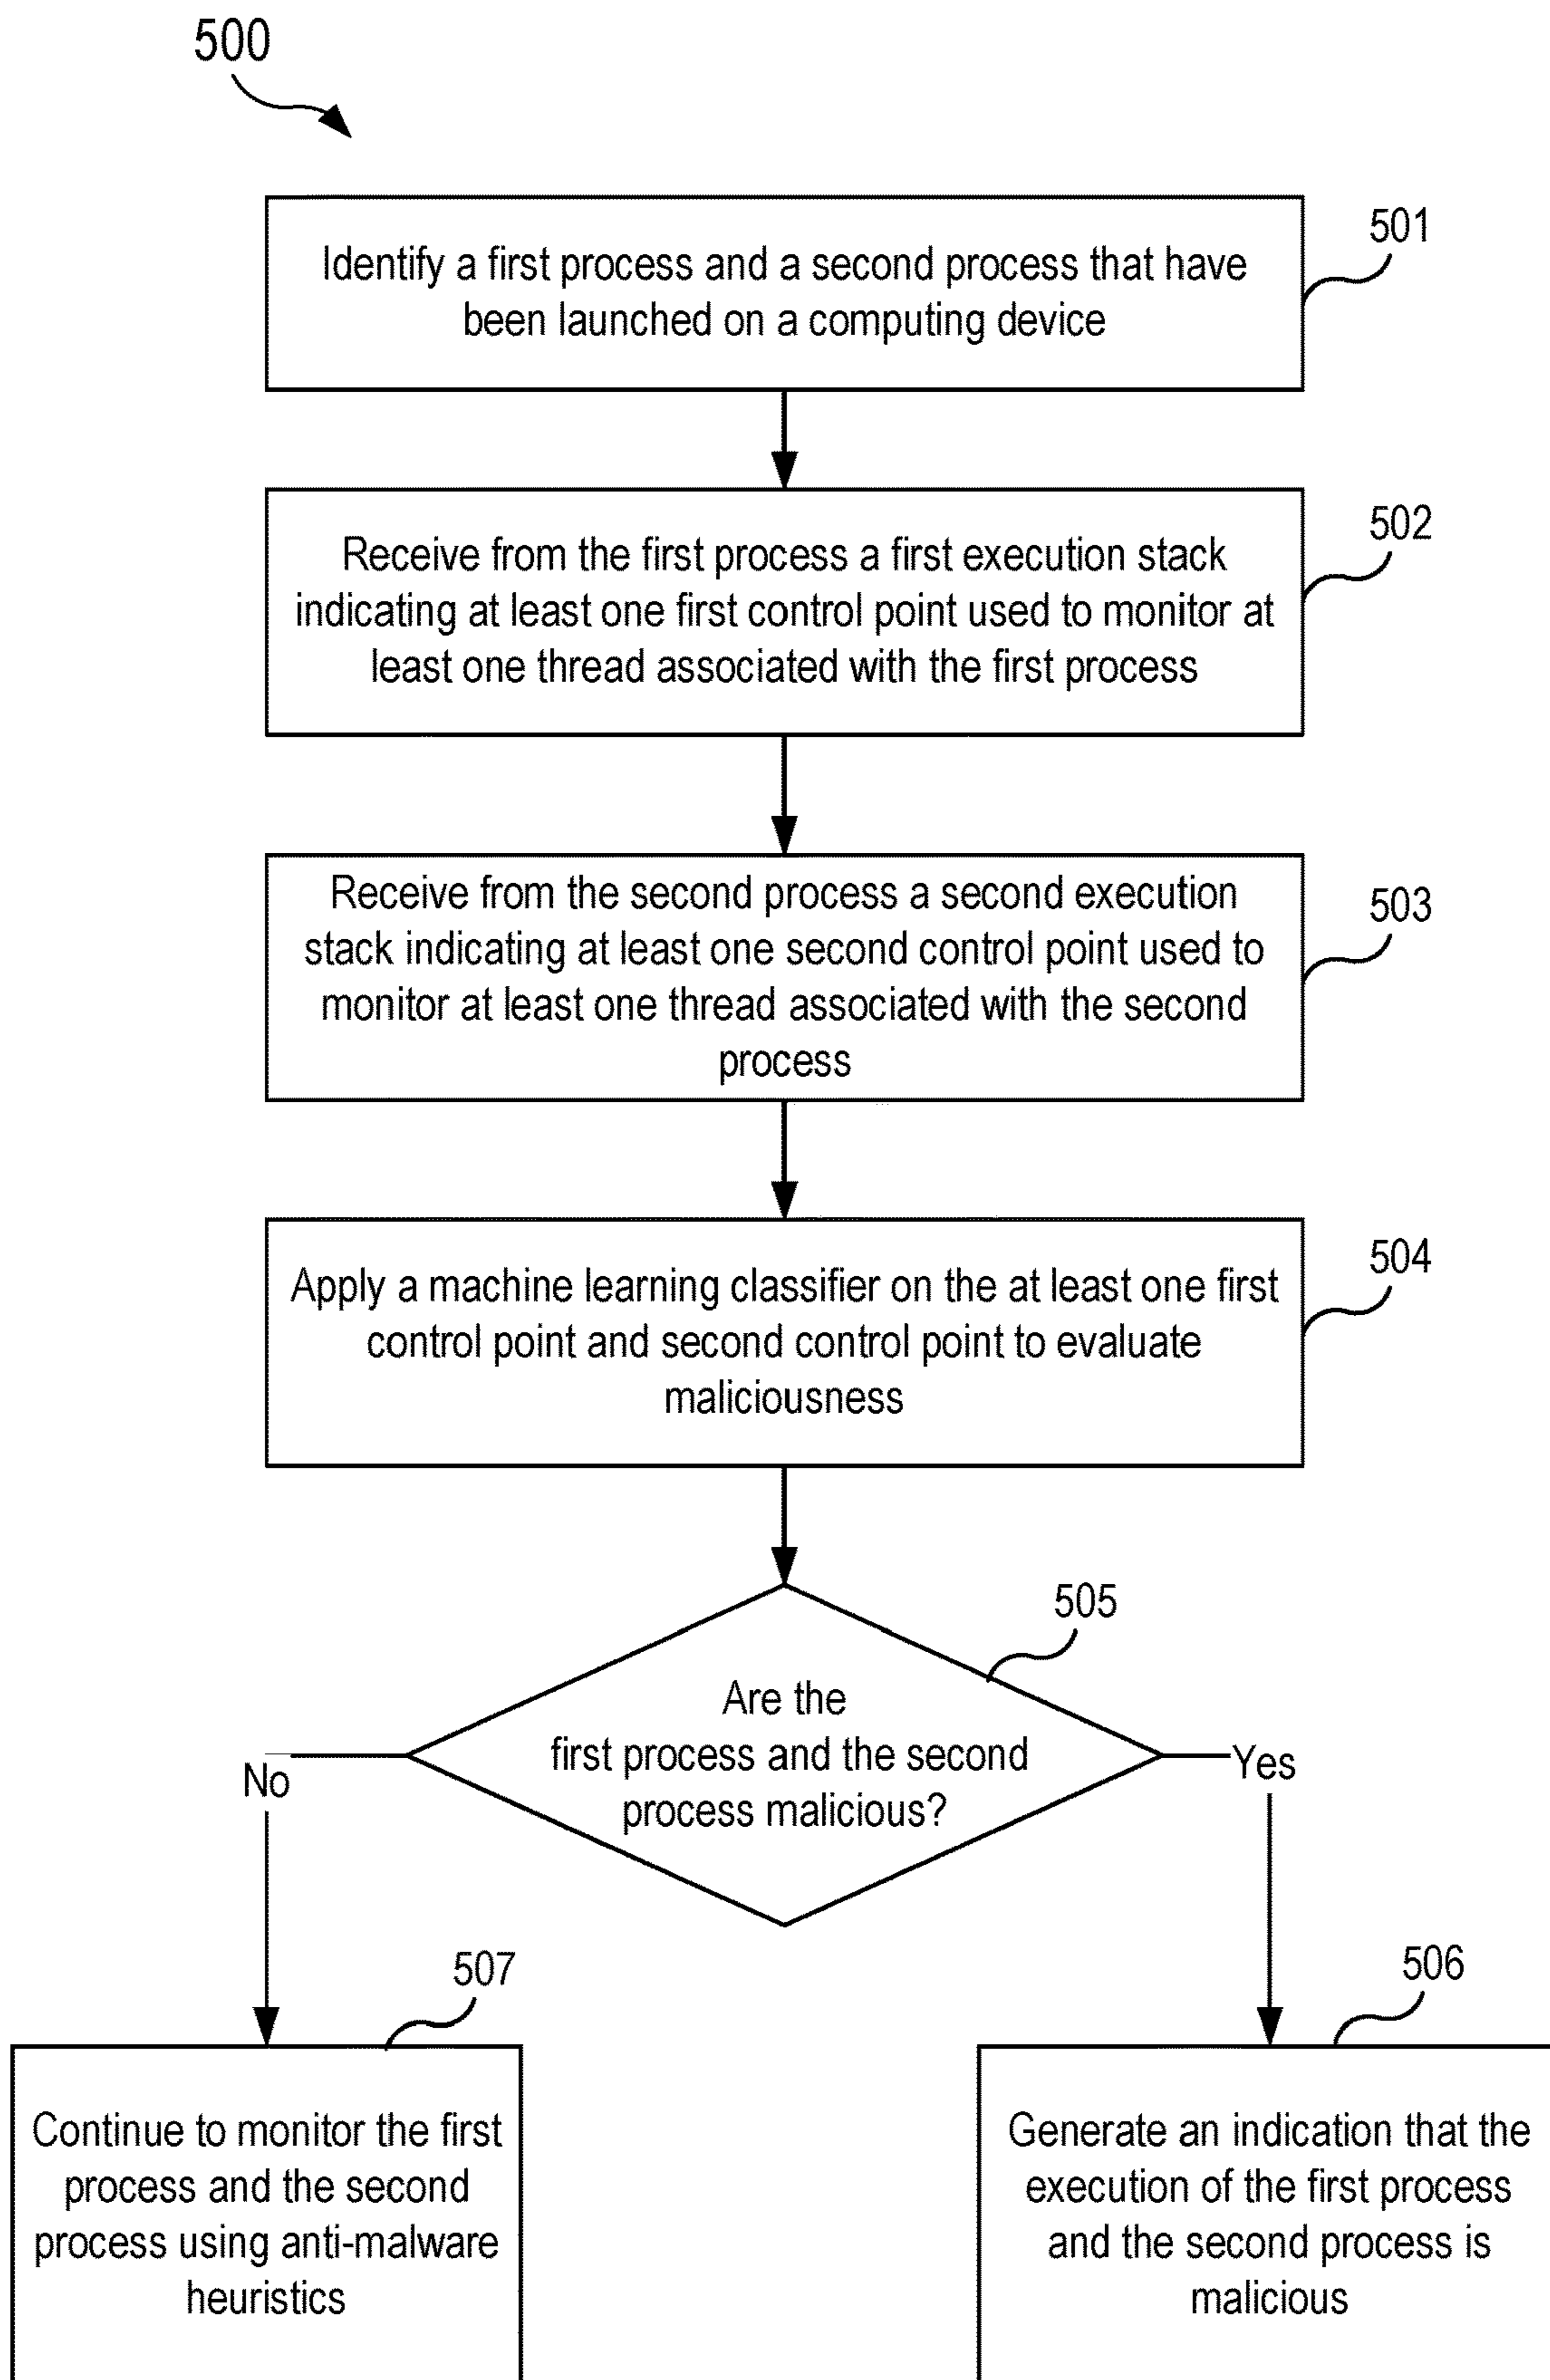 500
501
Identify a first process and a second process that have
been launched on a computing device
502
Receive from the first process a first execution stack
indicating at least one first control point used to monitor at
least one thread associated with the first process
503
Receive from the second process a second execution
stack indicating at least one second control point used to
monitor at least one thread associated with the second
process
504
Apply a machine learning classifier on the at least one first
control point and second control point to evaluate
maliciousness
505
Are the
first process and the second
process malicious?
No
Yes
507
Continue to monitor the first
process and the second
process using anti-malware
heuristics
506
Generate an indication that the
execution of the first process
and the second process is
malicious